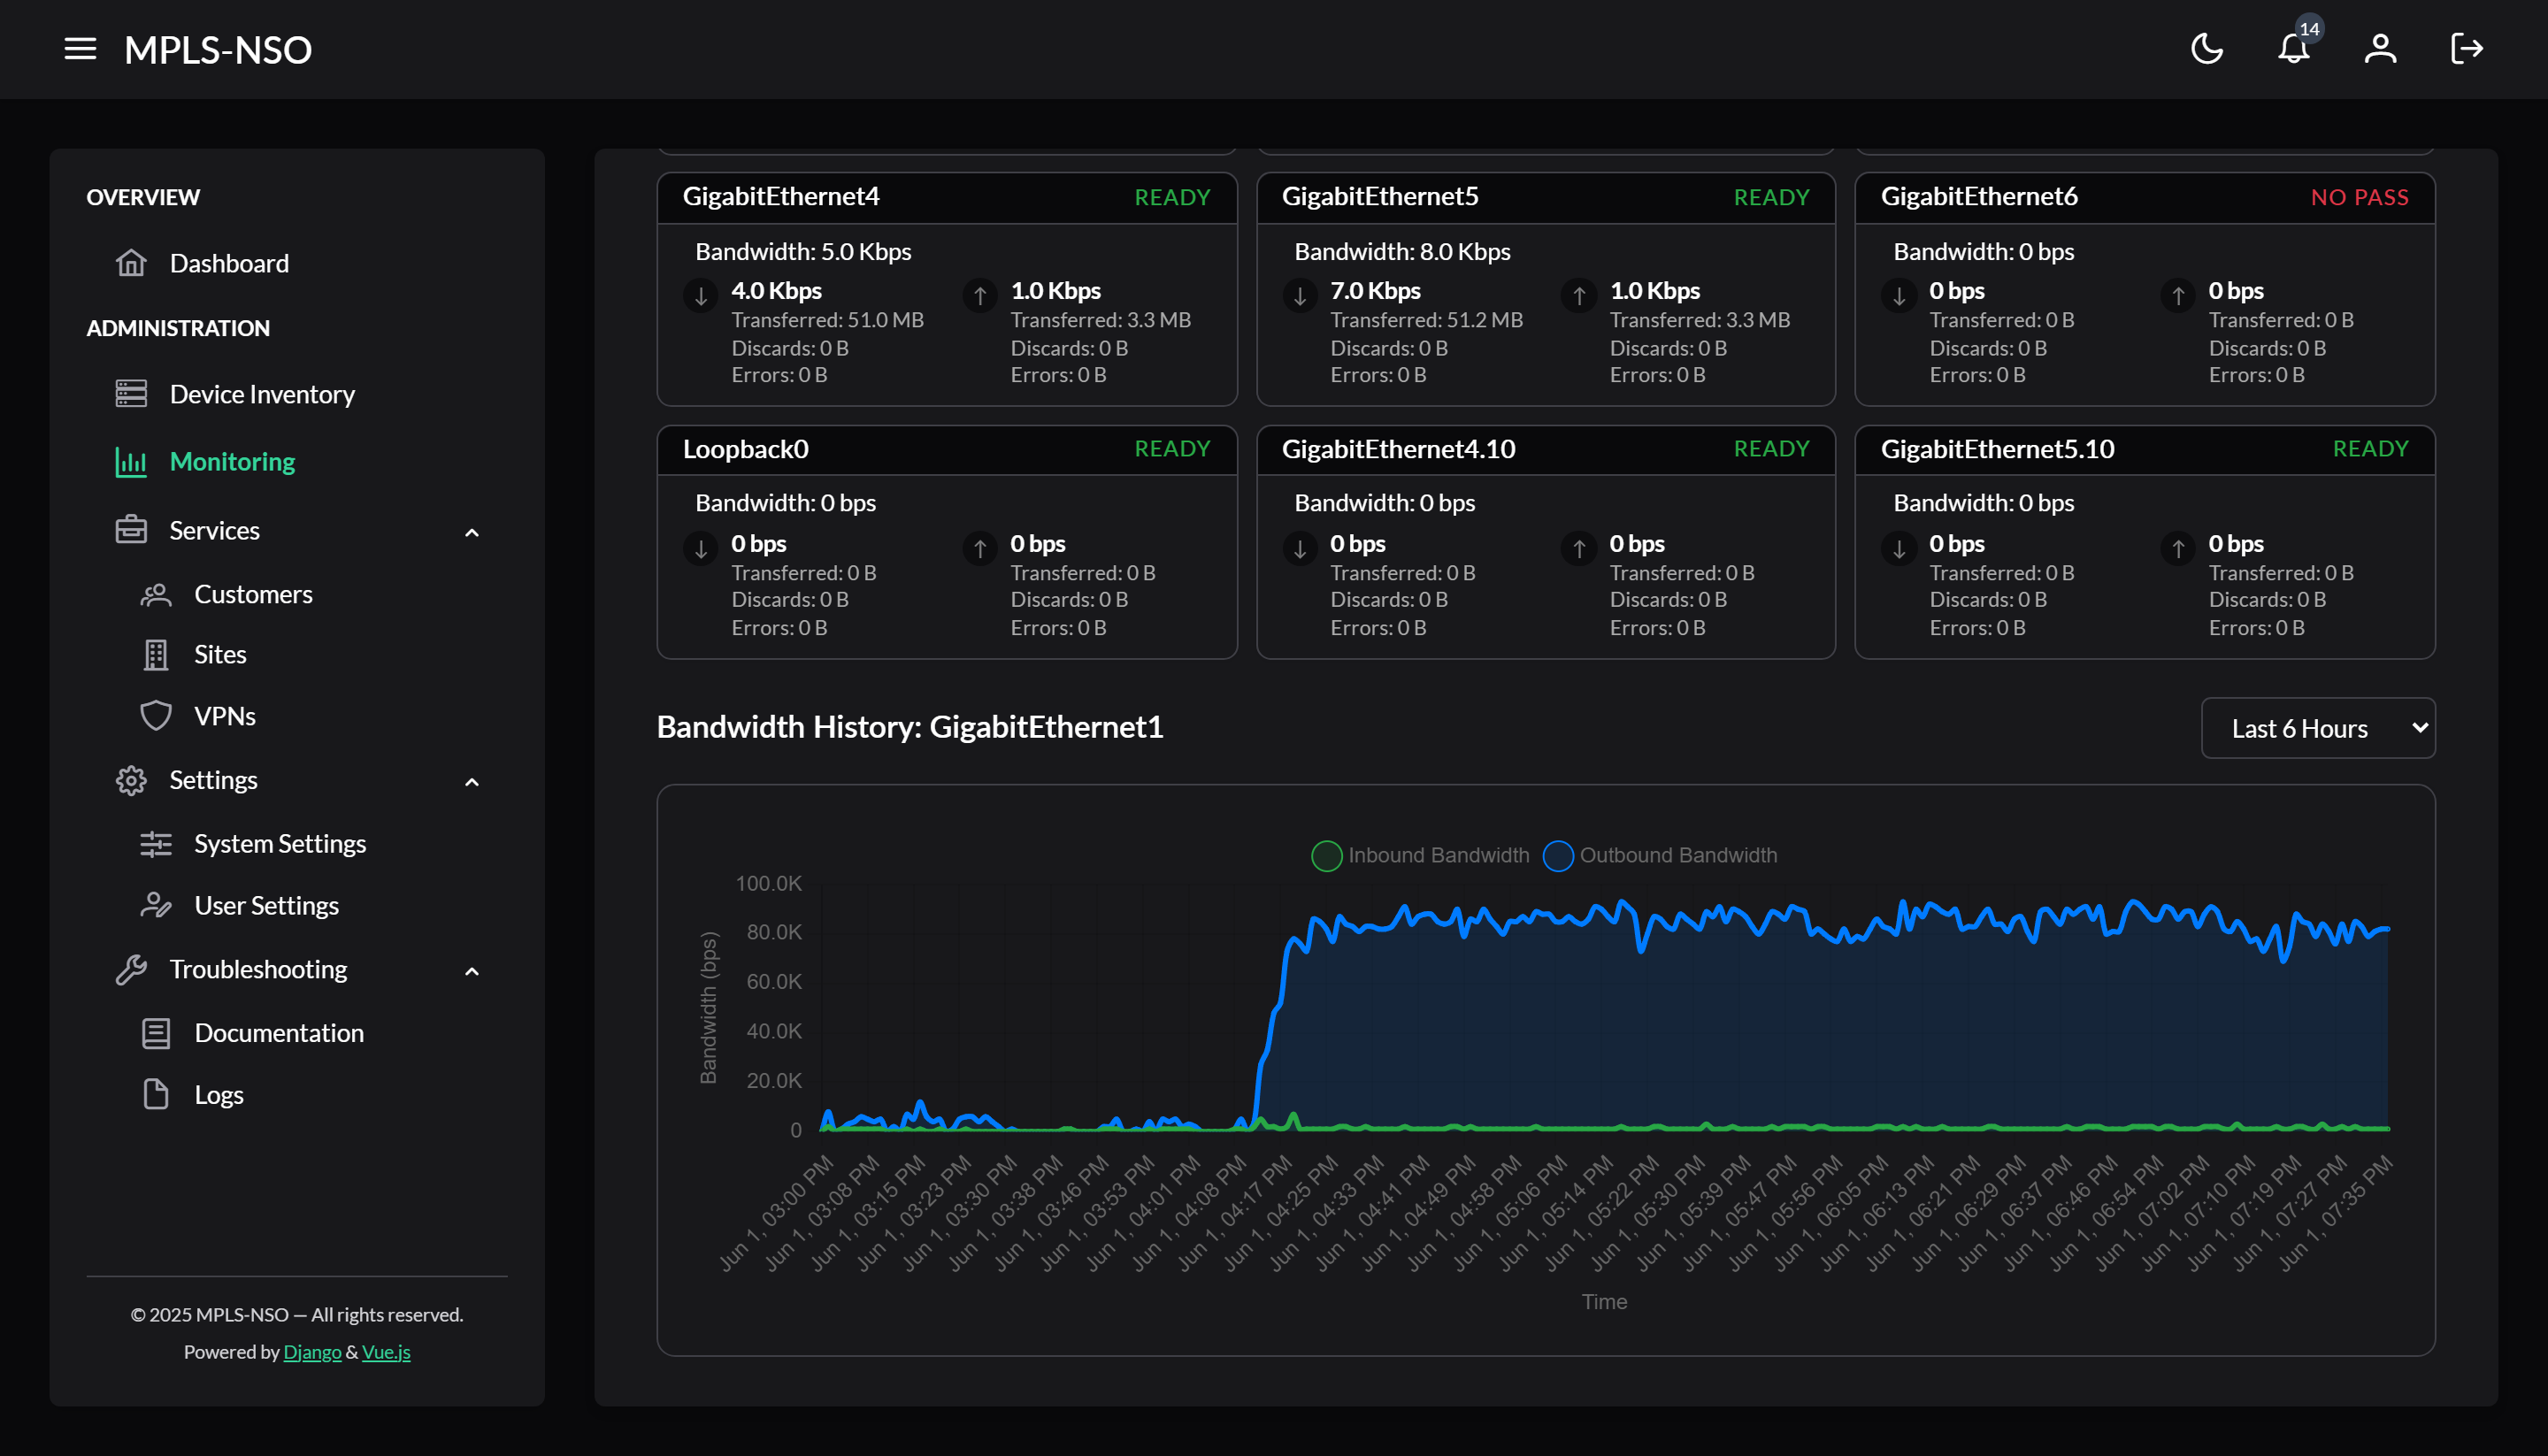 MPLS-NSO
14
OVERVIEW
Dashboard
ADMINISTRATION
Device Inventory
Monitoring
Services
Customers
Sites
VPNs
Settings
System Settings
User Settings
Troubleshooting
Documentation
Logs
© 2025 MPLS-NSO — All rights reserved.
Powered by Django & Vue.js
GigabitEthernet4 READY
Bandwidth: 5.0 Kbps
4.0 Kbps 1.0 Kbps
Transferred: 51.0 MB Transferred: 3.3 MB
Discards: 0 B Discards: 0 B
Errors: 0 B Errors: 0 B
GigabitEthernet5 READY
Bandwidth: 8.0 Kbps
7.0 Kbps 1.0 Kbps
Transferred: 51.2 MB Transferred: 3.3 MB
Discards: 0 B Discards: 0 B
Errors: 0 B Errors: 0 B
GigabitEthernet6 NO PASS
Bandwidth: 0 bps
0 bps 0 bps
Transferred: 0 B Transferred: 0 B
Discards: 0 B Discards: 0 B
Errors: 0 B Errors: 0 B
Loopback0 READY
Bandwidth: 0 bps
0 bps 0 bps
Transferred: 0 B Transferred: 0 B
Discards: 0 B Discards: 0 B
Errors: 0 B Errors: 0 B
GigabitEthernet4.10 READY
Bandwidth: 0 bps
0 bps 0 bps
Transferred: 0 B Transferred: 0 B
Discards: 0 B Discards: 0 B
Errors: 0 B Errors: 0 B
GigabitEthernet5.10 READY
Bandwidth: 0 bps
0 bps 0 bps
Transferred: 0 B Transferred: 0 B
Discards: 0 B Discards: 0 B
Errors: 0 B Errors: 0 B
Bandwidth History: GigabitEthernet1
Last 6 Hours
Inbound Bandwidth Outbound Bandwidth
Bandwidth (bps)
100.0K
80.0K
60.0K
40.0K
20.0K
0
Jun 1, 03:00 PM
Jun 1, 03:08 PM
Jun 1, 03:15 PM
Jun 1, 03:23 PM
Jun 1, 03:30 PM
Jun 1, 03:38 PM
Jun 1, 03:46 PM
Jun 1, 03:53 PM
Jun 1, 04:01 PM
Jun 1, 04:08 PM
Jun 1, 04:17 PM
Jun 1, 04:25 PM
Jun 1, 04:33 PM
Jun 1, 04:41 PM
Jun 1, 04:49 PM
Jun 1, 04:58 PM
Jun 1, 05:06 PM
Jun 1, 05:14 PM
Jun 1, 05:22 PM
Jun 1, 05:30 PM
Jun 1, 05:39 PM
Jun 1, 05:47 PM
Jun 1, 05:56 PM
Jun 1, 06:05 PM
Jun 1, 06:13 PM
Jun 1, 06:21 PM
Jun 1, 06:29 PM
Jun 1, 06:37 PM
Jun 1, 06:46 PM
Jun 1, 06:54 PM
Jun 1, 07:02 PM
Jun 1, 07:10 PM
Jun 1, 07:19 PM
Jun 1, 07:27 PM
Jun 1, 07:35 PM
Time